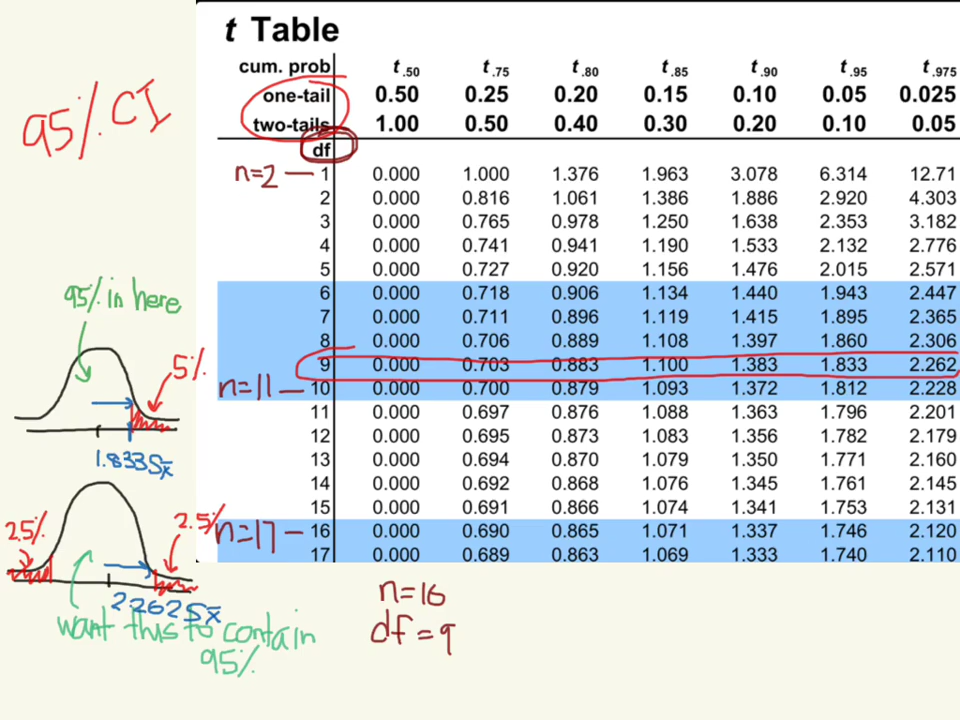 t Table
cum. prob t.50 t.75 t.80 t.85 t.90 t.95 t.975
one-tail 0.50 0.25 0.20 0.15 0.10 0.05 0.025
two-tails 1.00 0.50 0.40 0.30 0.20 0.10 0.05
df
95% CI
n=2 — 1 0.000 1.000 1.376 1.963 3.078 6.314 12.71
2 0.000 0.816 1.061 1.386 1.886 2.920 4.303
3 0.000 0.765 0.978 1.250 1.638 2.353 3.182
4 0.000 0.741 0.941 1.190 1.533 2.132 2.776
5 0.000 0.727 0.920 1.156 1.476 2.015 2.571
6 0.000 0.718 0.906 1.134 1.440 1.943 2.447
7 0.000 0.711 0.896 1.119 1.415 1.895 2.365
8 0.000 0.706 0.889 1.108 1.397 1.860 2.306
9 0.000 0.703 0.883 1.100 1.383 1.833 2.262
n=11 — 10 0.000 0.700 0.879 1.093 1.372 1.812 2.228
11 0.000 0.697 0.876 1.088 1.363 1.796 2.201
12 0.000 0.695 0.873 1.083 1.356 1.782 2.179
13 0.000 0.694 0.870 1.079 1.350 1.771 2.160
14 0.000 0.692 0.868 1.076 1.345 1.761 2.145
15 0.000 0.691 0.866 1.074 1.341 1.753 2.131
n=17 — 16 0.000 0.690 0.865 1.071 1.337 1.746 2.120
17 0.000 0.689 0.863 1.069 1.333 1.740 2.110
95% in here
5%
1.833Sx̄
2.5%
2.5%
2.262Sx̄
want this to contain
95%
n=10
df=9